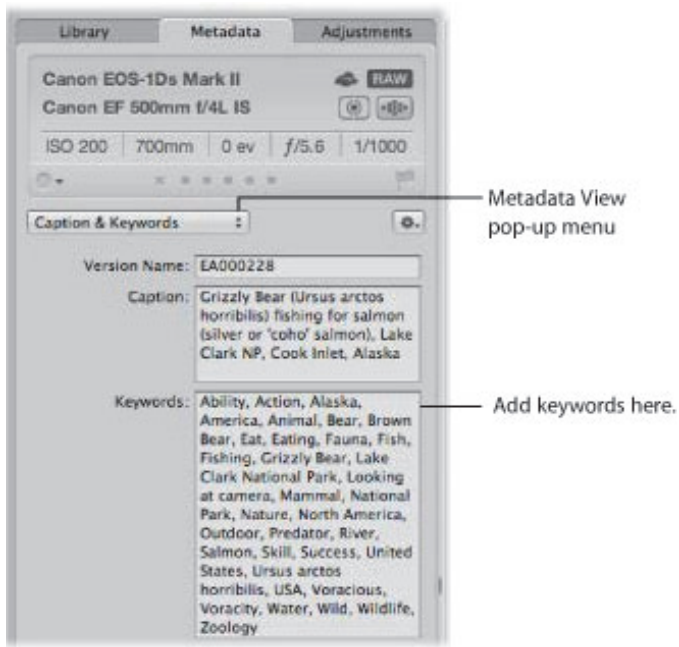 Library Metadata Adjustments
Canon EOS-1Ds Mark II RAW
Canon EF 500mm f/4L IS
ISO 200 700mm 0 ev f/5.6 1/1000
Metadata View
pop-up menu
Caption & Keywords
Version Name: EA000228
Caption: Grizzly Bear (Ursus arctos
horribilis) fishing for salmon
(silver or 'coho' salmon), Lake
Clark NP, Cook Inlet, Alaska
Keywords: Ability, Action, Alaska,
America, Animal, Bear, Brown
Bear, Eat, Eating, Fauna, Fish,
Fishing, Grizzly Bear, Lake
Clark National Park, Looking
at camera, Mammal, National
Park, Nature, North America,
Outdoor, Predator, River,
Salmon, Skill, Success, United
States, Ursus arctos
horribilis, USA, Voracious,
Voracity, Water, Wild, Wildlife,
Zoology
Add keywords here.